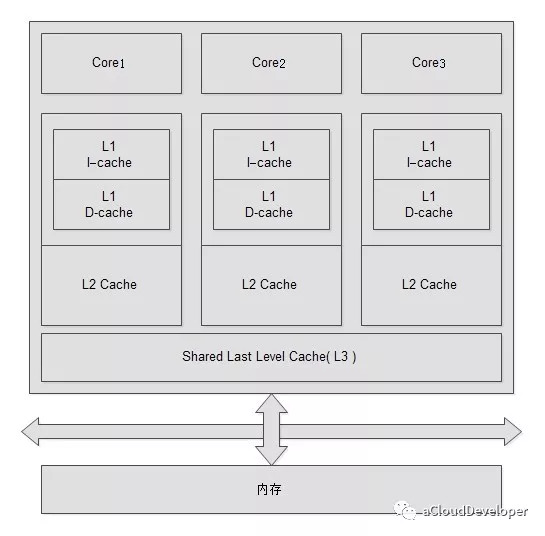 Core1 Core2 Core3
L1 L1 L1
I-cache I-cache I-cache
L1 L1 L1
D-cache D-cache D-cache
L2 Cache L2 Cache L2 Cache
Shared Last Level Cache( L3 )
内存
aCloudDeveloper